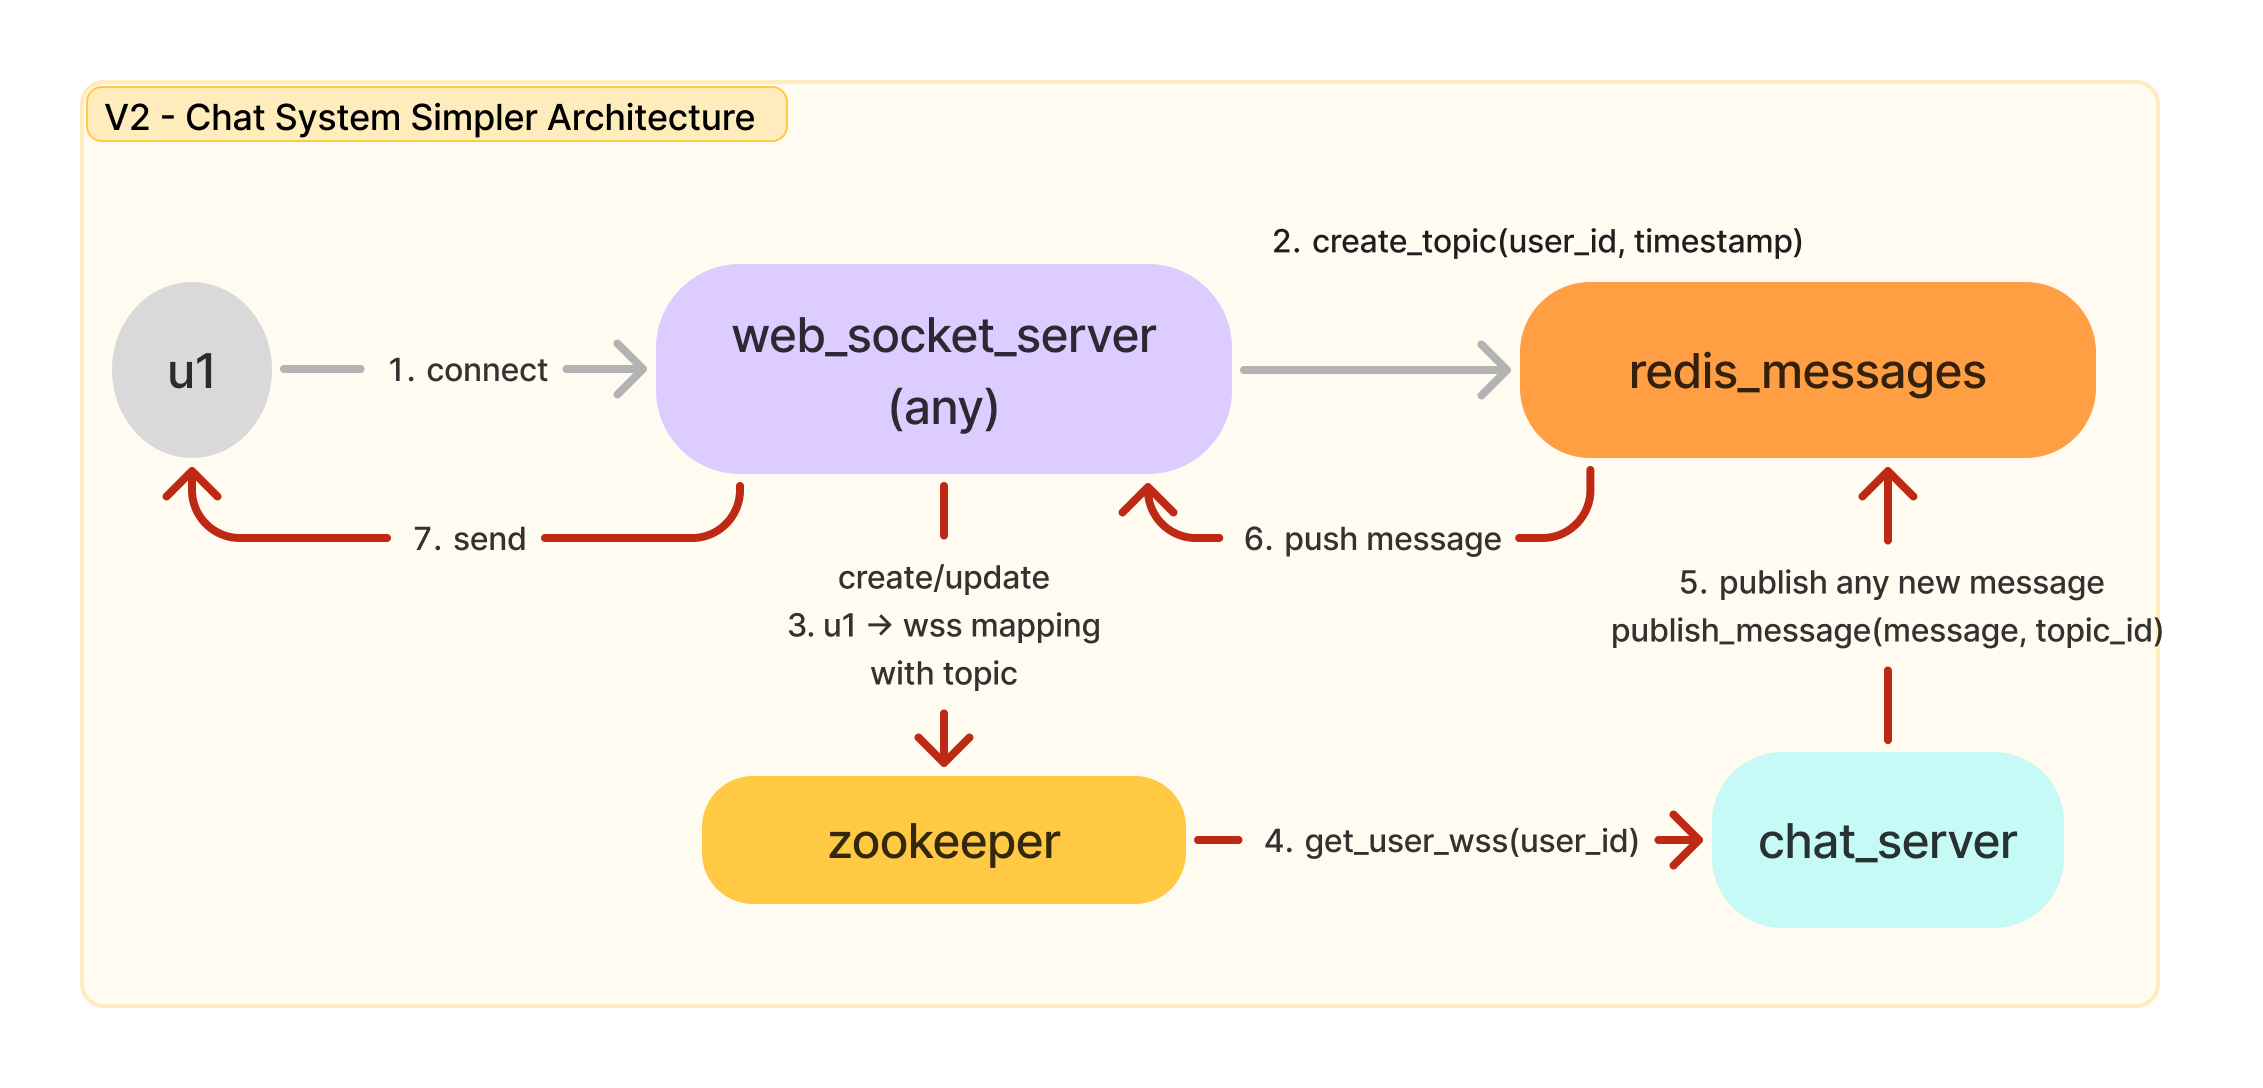 V2 - Chat System Simpler Architecture
2. create_topic(user_id, timestamp)
u1
1. connect
web_socket_server
(any)
redis_messages
7. send
6. push message
create/update
3. u1 → wss mapping
with topic
5. publish any new message
publish_message(message, topic_id)
zookeeper
4. get_user_wss(user_id)
chat_server